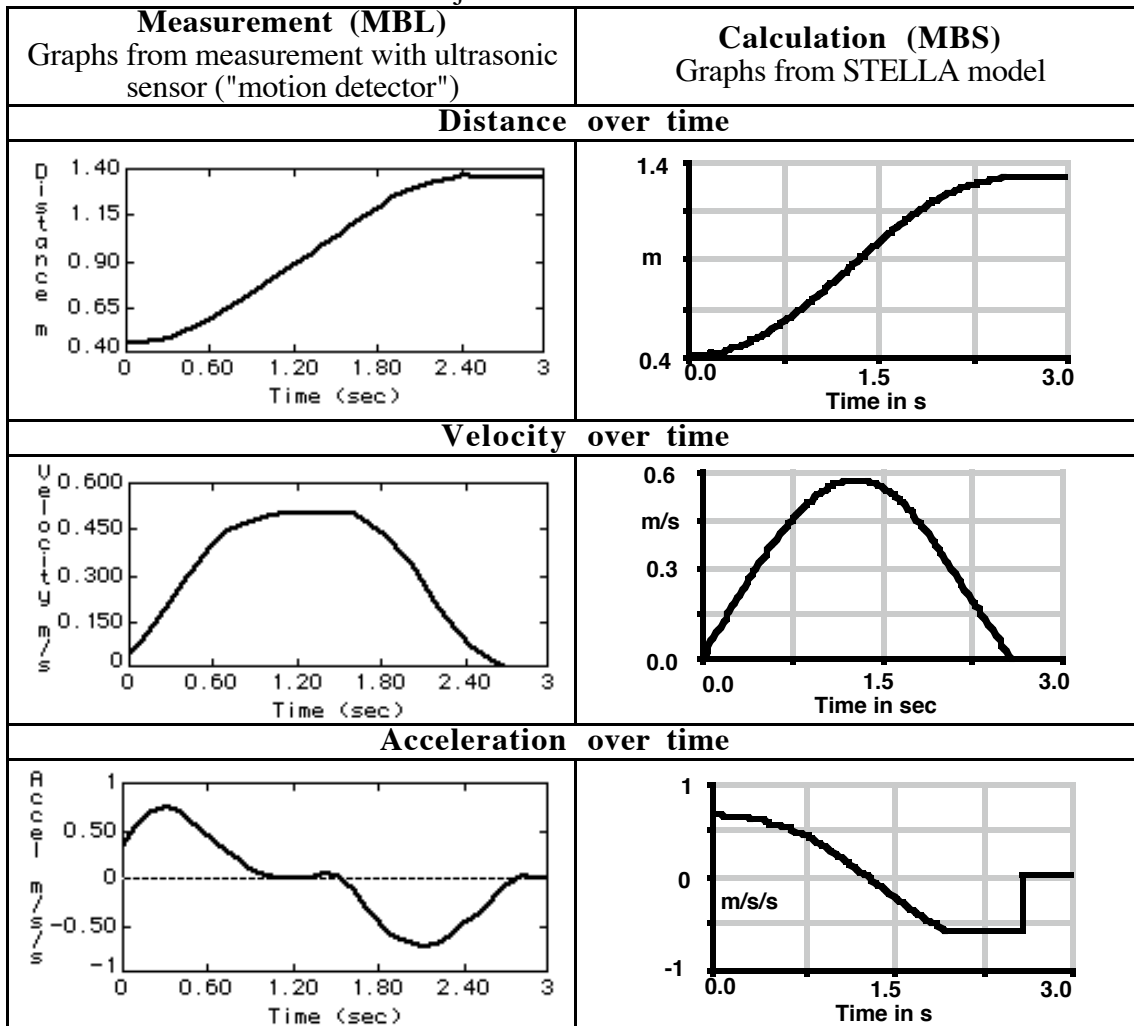 Measurement (MBL)
Graphs from measurement with ultrasonic
sensor ("motion detector")
Calculation (MBS)
Graphs from STELLA model
Distance over time
Distance m
1.40
1.15
0.90
0.65
0.40
0 0.60 1.20 1.80 2.40 3
Time (sec)
1.4
m
0.4
0.0 1.5 3.0
Time in s
Velocity over time
Velocity m/s
0.600
0.450
0.300
0.150
0
0 0.60 1.20 1.80 2.40 3
Time (sec)
0.6
m/s
0.3
0.0
0.0 1.5 3.0
Time in sec
Acceleration over time
Accel m/s/s
1
0.50
0
-0.50
-1
0 0.60 1.20 1.80 2.40 3
Time (sec)
1
0
m/s/s
-1
0.0 1.5 3.0
Time in s